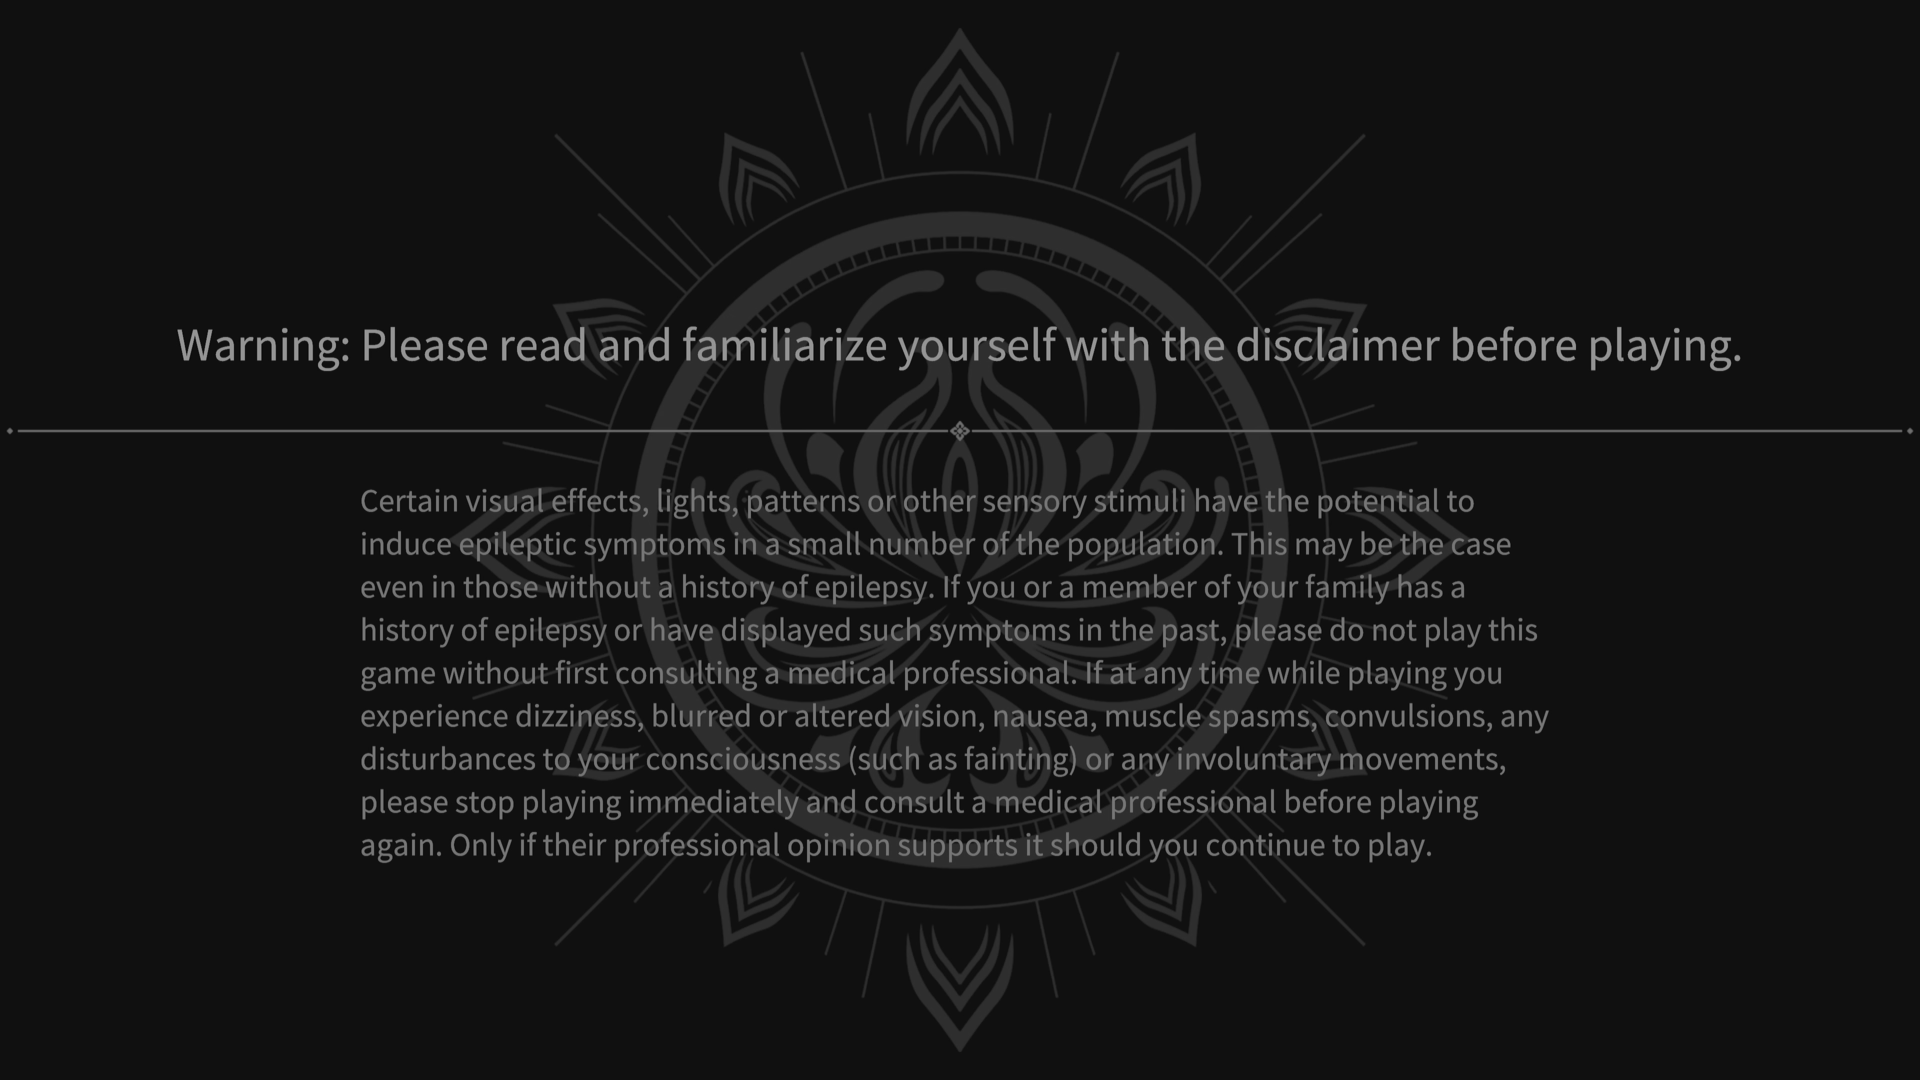 Warning: Please read and familiarize yourself with the disclaimer before playing.
Certain visual effects, lights, patterns or other sensory stimuli have the potential to
induce epileptic symptoms in a small number of the population. This may be the case
even in those without a history of epilepsy. If you or a member of your family has a
history of epilepsy or have displayed such symptoms in the past, please do not play this
game without first consulting a medical professional. If at any time while playing you
experience dizziness, blurred or altered vision, nausea, muscle spasms, convulsions, any
disturbances to your consciousness (such as fainting) or any involuntary movements,
please stop playing immediately and consult a medical professional before playing
again. Only if their professional opinion supports it should you continue to play.